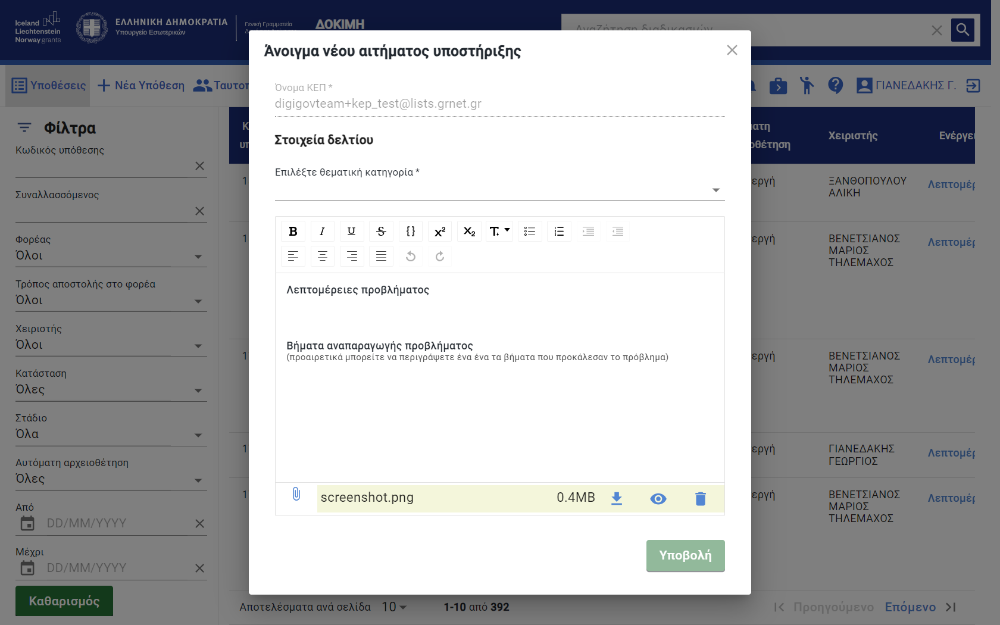 Iceland
Liechtenstein
Norway grants
ΕΛΛΗΝΙΚΗ ΔΗΜΟΚΡΑΤΙΑ
Υπουργείο Εσωτερικών
Γενική Γραμματεία
ΔΟΚΙΜΗ
Αναζήτηση διαδικασιών
Υποθέσεις
Νέα Υπόθεση
Ταυτοπ
ΓΙΑΝΕΔΑΚΗΣ Γ.
Φίλτρα
Κωδικός υπόθεσης
Συναλλασσόμενος
Φορέας
Όλοι
Τρόπος αποστολής στο φορέα
Όλοι
Χειριστής
Όλοι
Κατάσταση
Όλες
Στάδιο
Όλα
Αυτόματη αρχειοθέτηση
Όλες
Από
DD/MM/YYYY
Μέχρι
DD/MM/YYYY
Καθαρισμός
Άνοιγμα νέου αιτήματος υποστήριξης
Όνομα ΚΕΠ *
digigovteam+kep_test@lists.grnet.gr
Στοιχεία δελτίου
Επιλέξτε θεματική κατηγορία *
Λεπτομέρειες προβλήματος
Βήματα αναπαραγωγής προβλήματος
(προαιρετικά μπορείτε να περιγράψετε ένα ένα τα βήματα που προκάλεσαν το πρόβλημα)
screenshot.png 0.4MB
Υποβολή
Κ
υπ
ατη
οθέτηση
Χειριστής
Ενέργει
1
εργή
ΞΑΝΘΟΠΟΥΛΟΥ
ΑΛΙΚΗ
Λεπτομέρ
1
εργή
ΒΕΝΕΤΣΙΑΝΟΣ
ΜΑΡΙΟΣ
ΤΗΛΕΜΑΧΟΣ
Λεπτομέρ
1
εργή
ΒΕΝΕΤΣΙΑΝΟΣ
ΜΑΡΙΟΣ
ΤΗΛΕΜΑΧΟΣ
Λεπτομέρ
1
εργή
ΓΙΑΝΕΔΑΚΗΣ
ΓΕΩΡΓΙΟΣ
Λεπτομέρ
1
εργή
ΒΕΝΕΤΣΙΑΝΟΣ
ΜΑΡΙΟΣ
ΤΗΛΕΜΑΧΟΣ
Λεπτομέρ
Αποτελέσματα ανά σελίδα 10
1-10 από 392
Προηγούμενο
Επόμενο